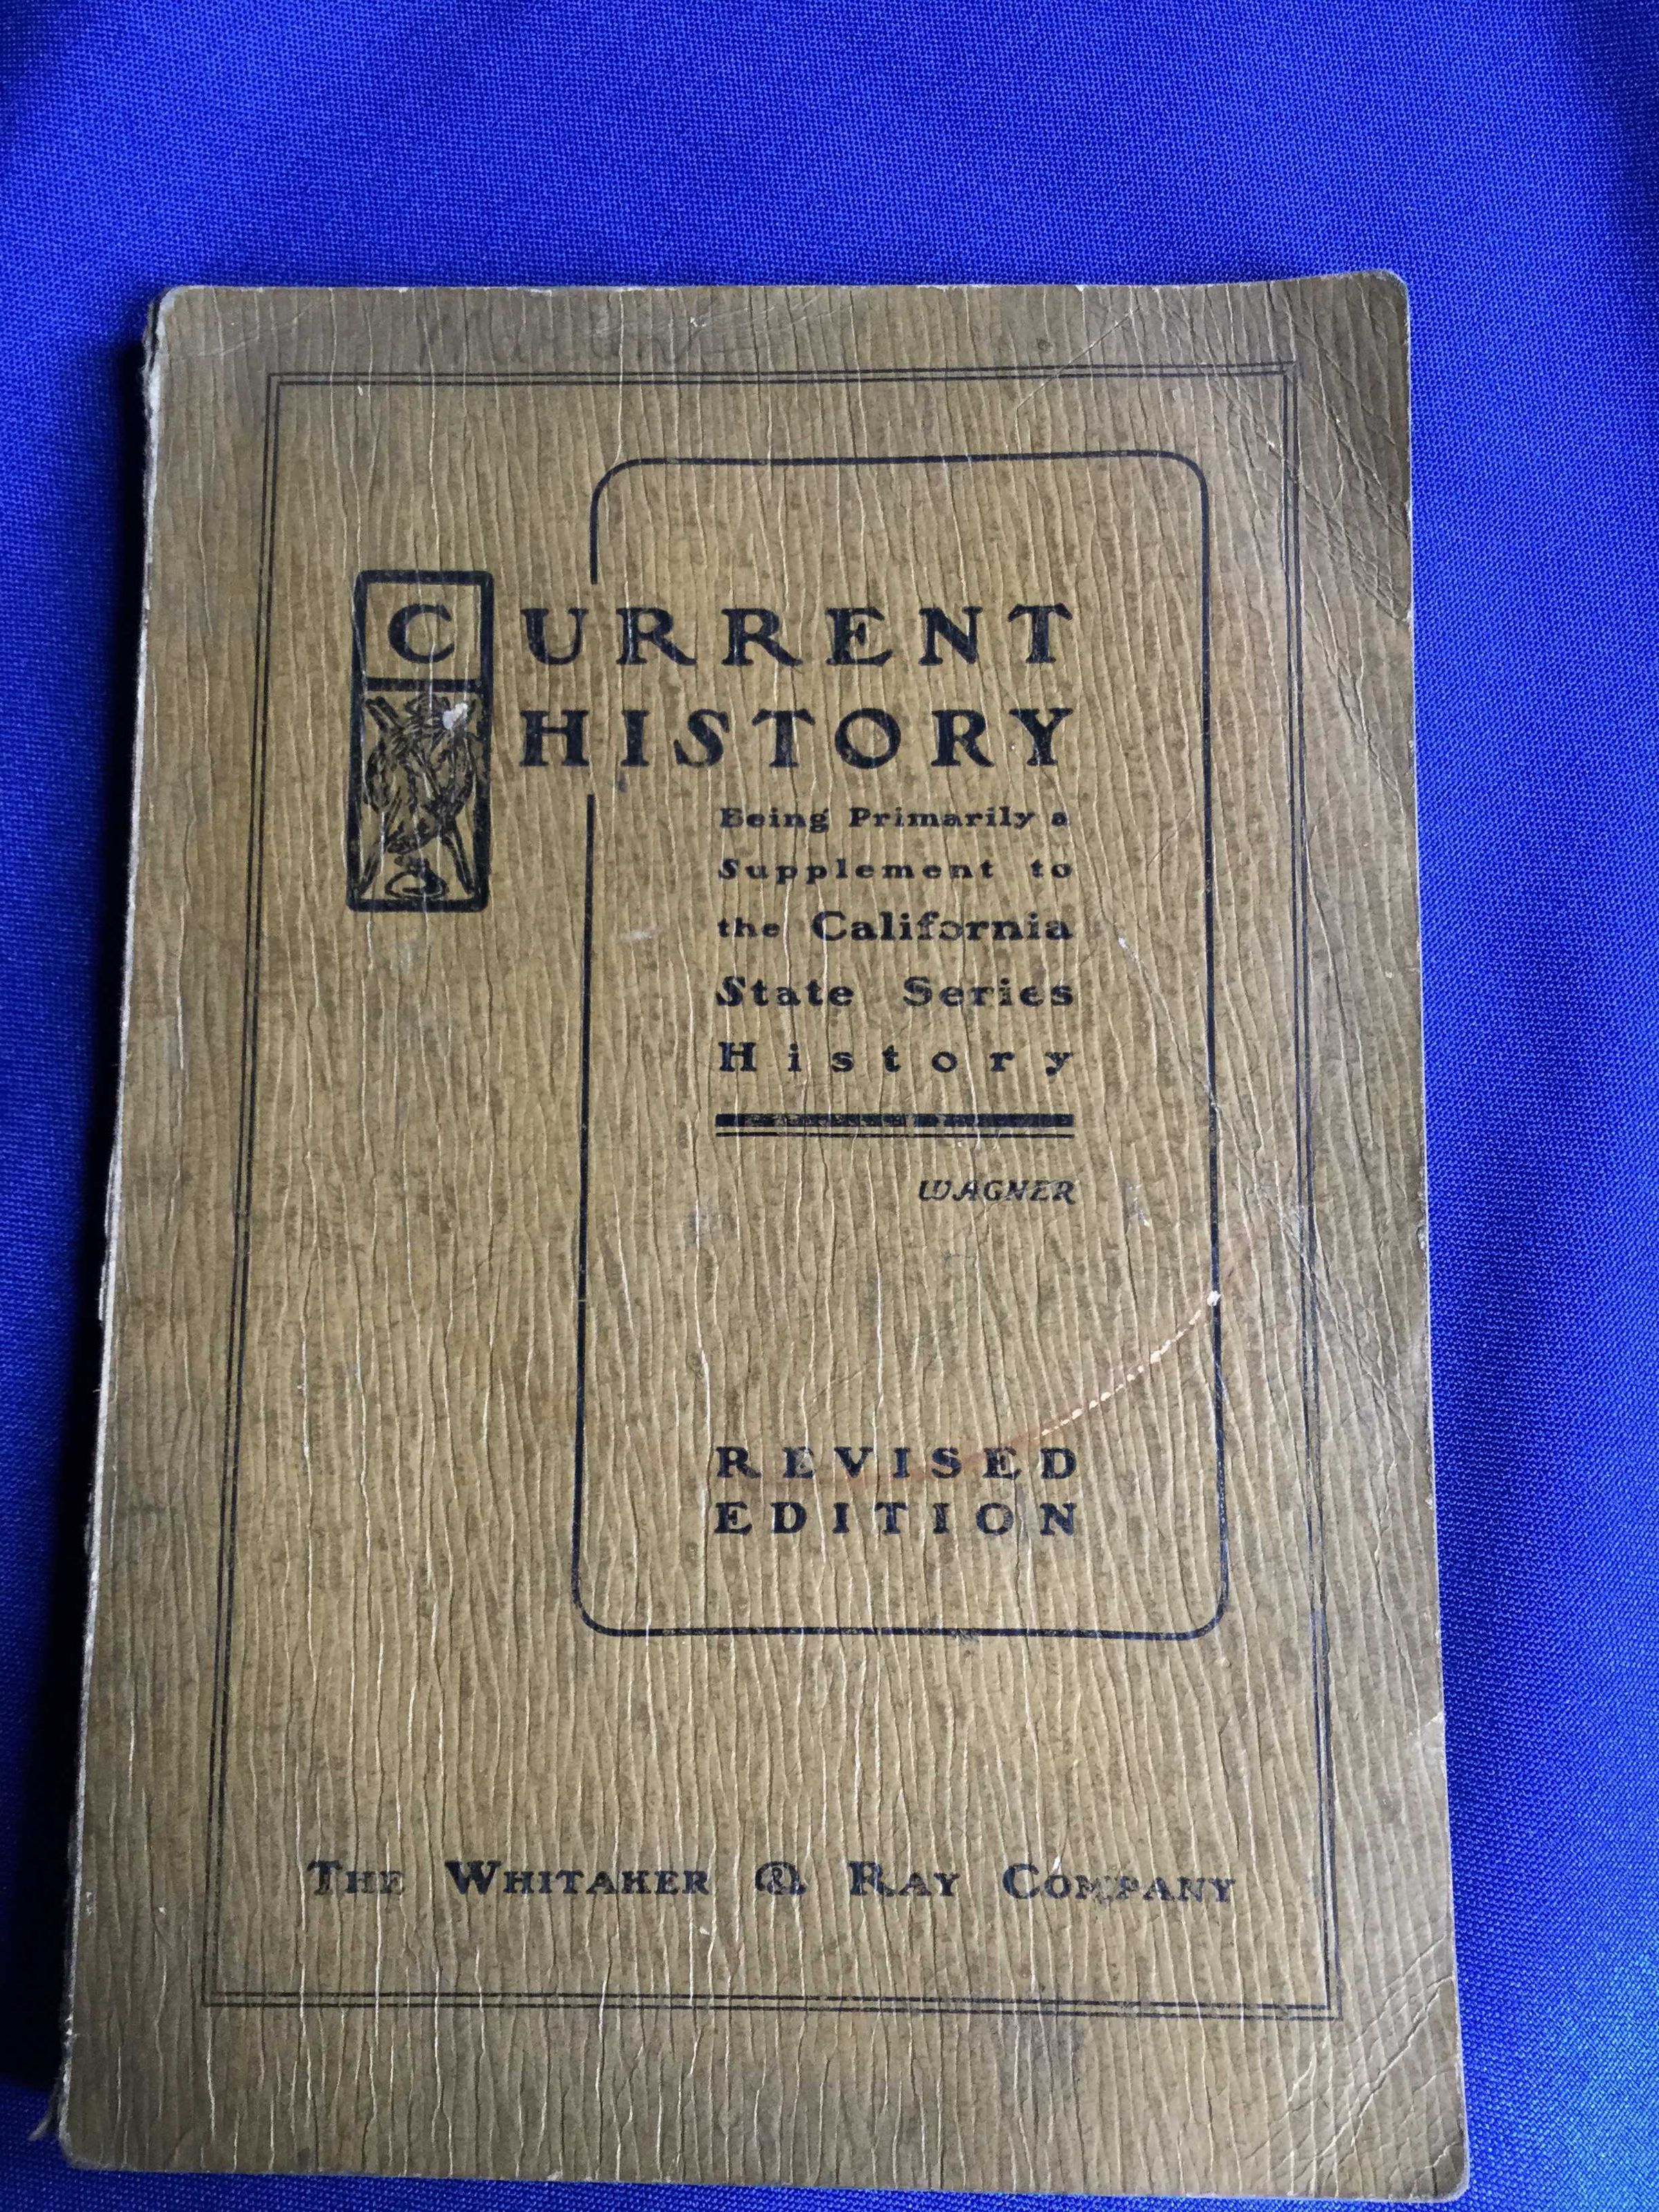 CURRENT
HISTORY
Being Primarily a
Supplement to
the California
State Series
History
WAGNER
REVISED
EDITION
THE WHITAKER & RAY COMPANY